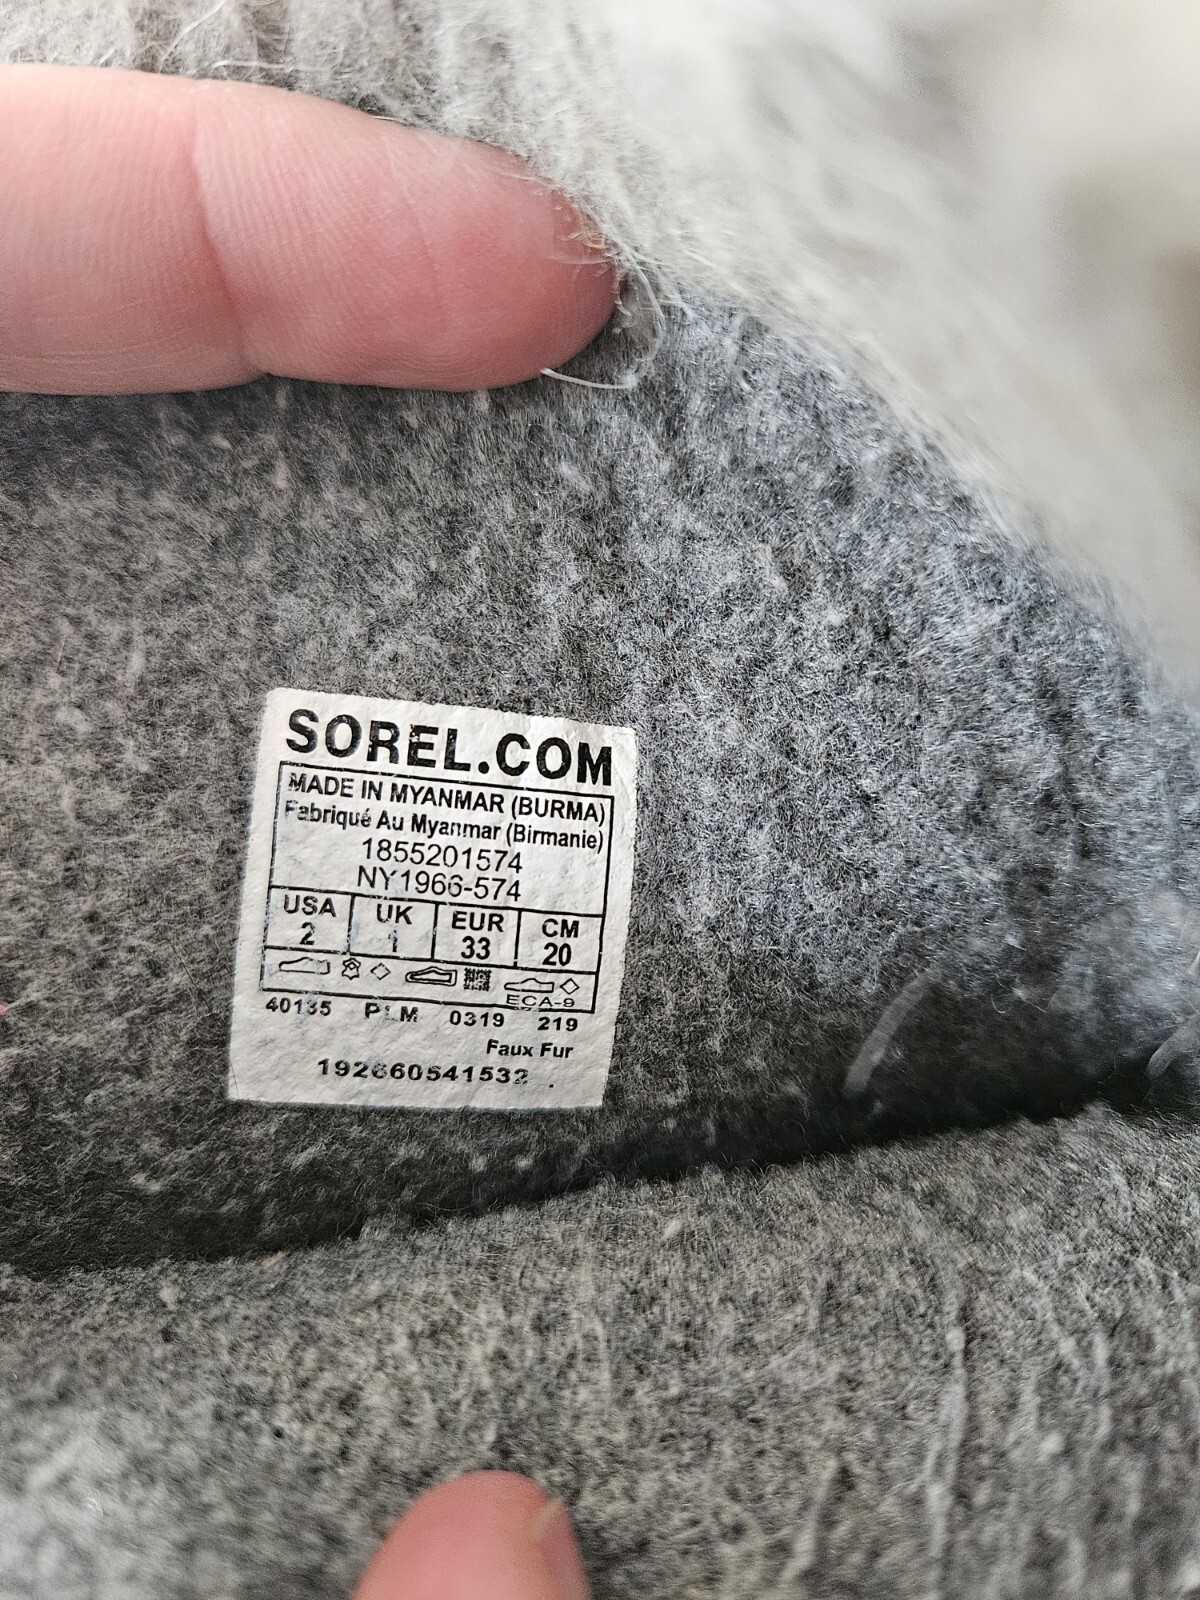 SOREL.COM
MADE IN MYANMAR (BURMA)
Fabriqué Au Myanmar (Birmanie)
1855201574
NY1966-574
USA UK EUR CM
2 1 33 20
ECA-9
40135 PLM 0319 219
Faux Fur
192660541532